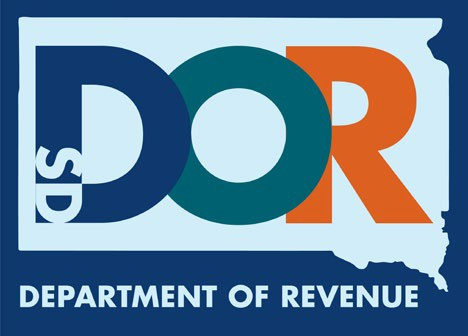 SD
DOR
DEPARTMENT OF REVENUE